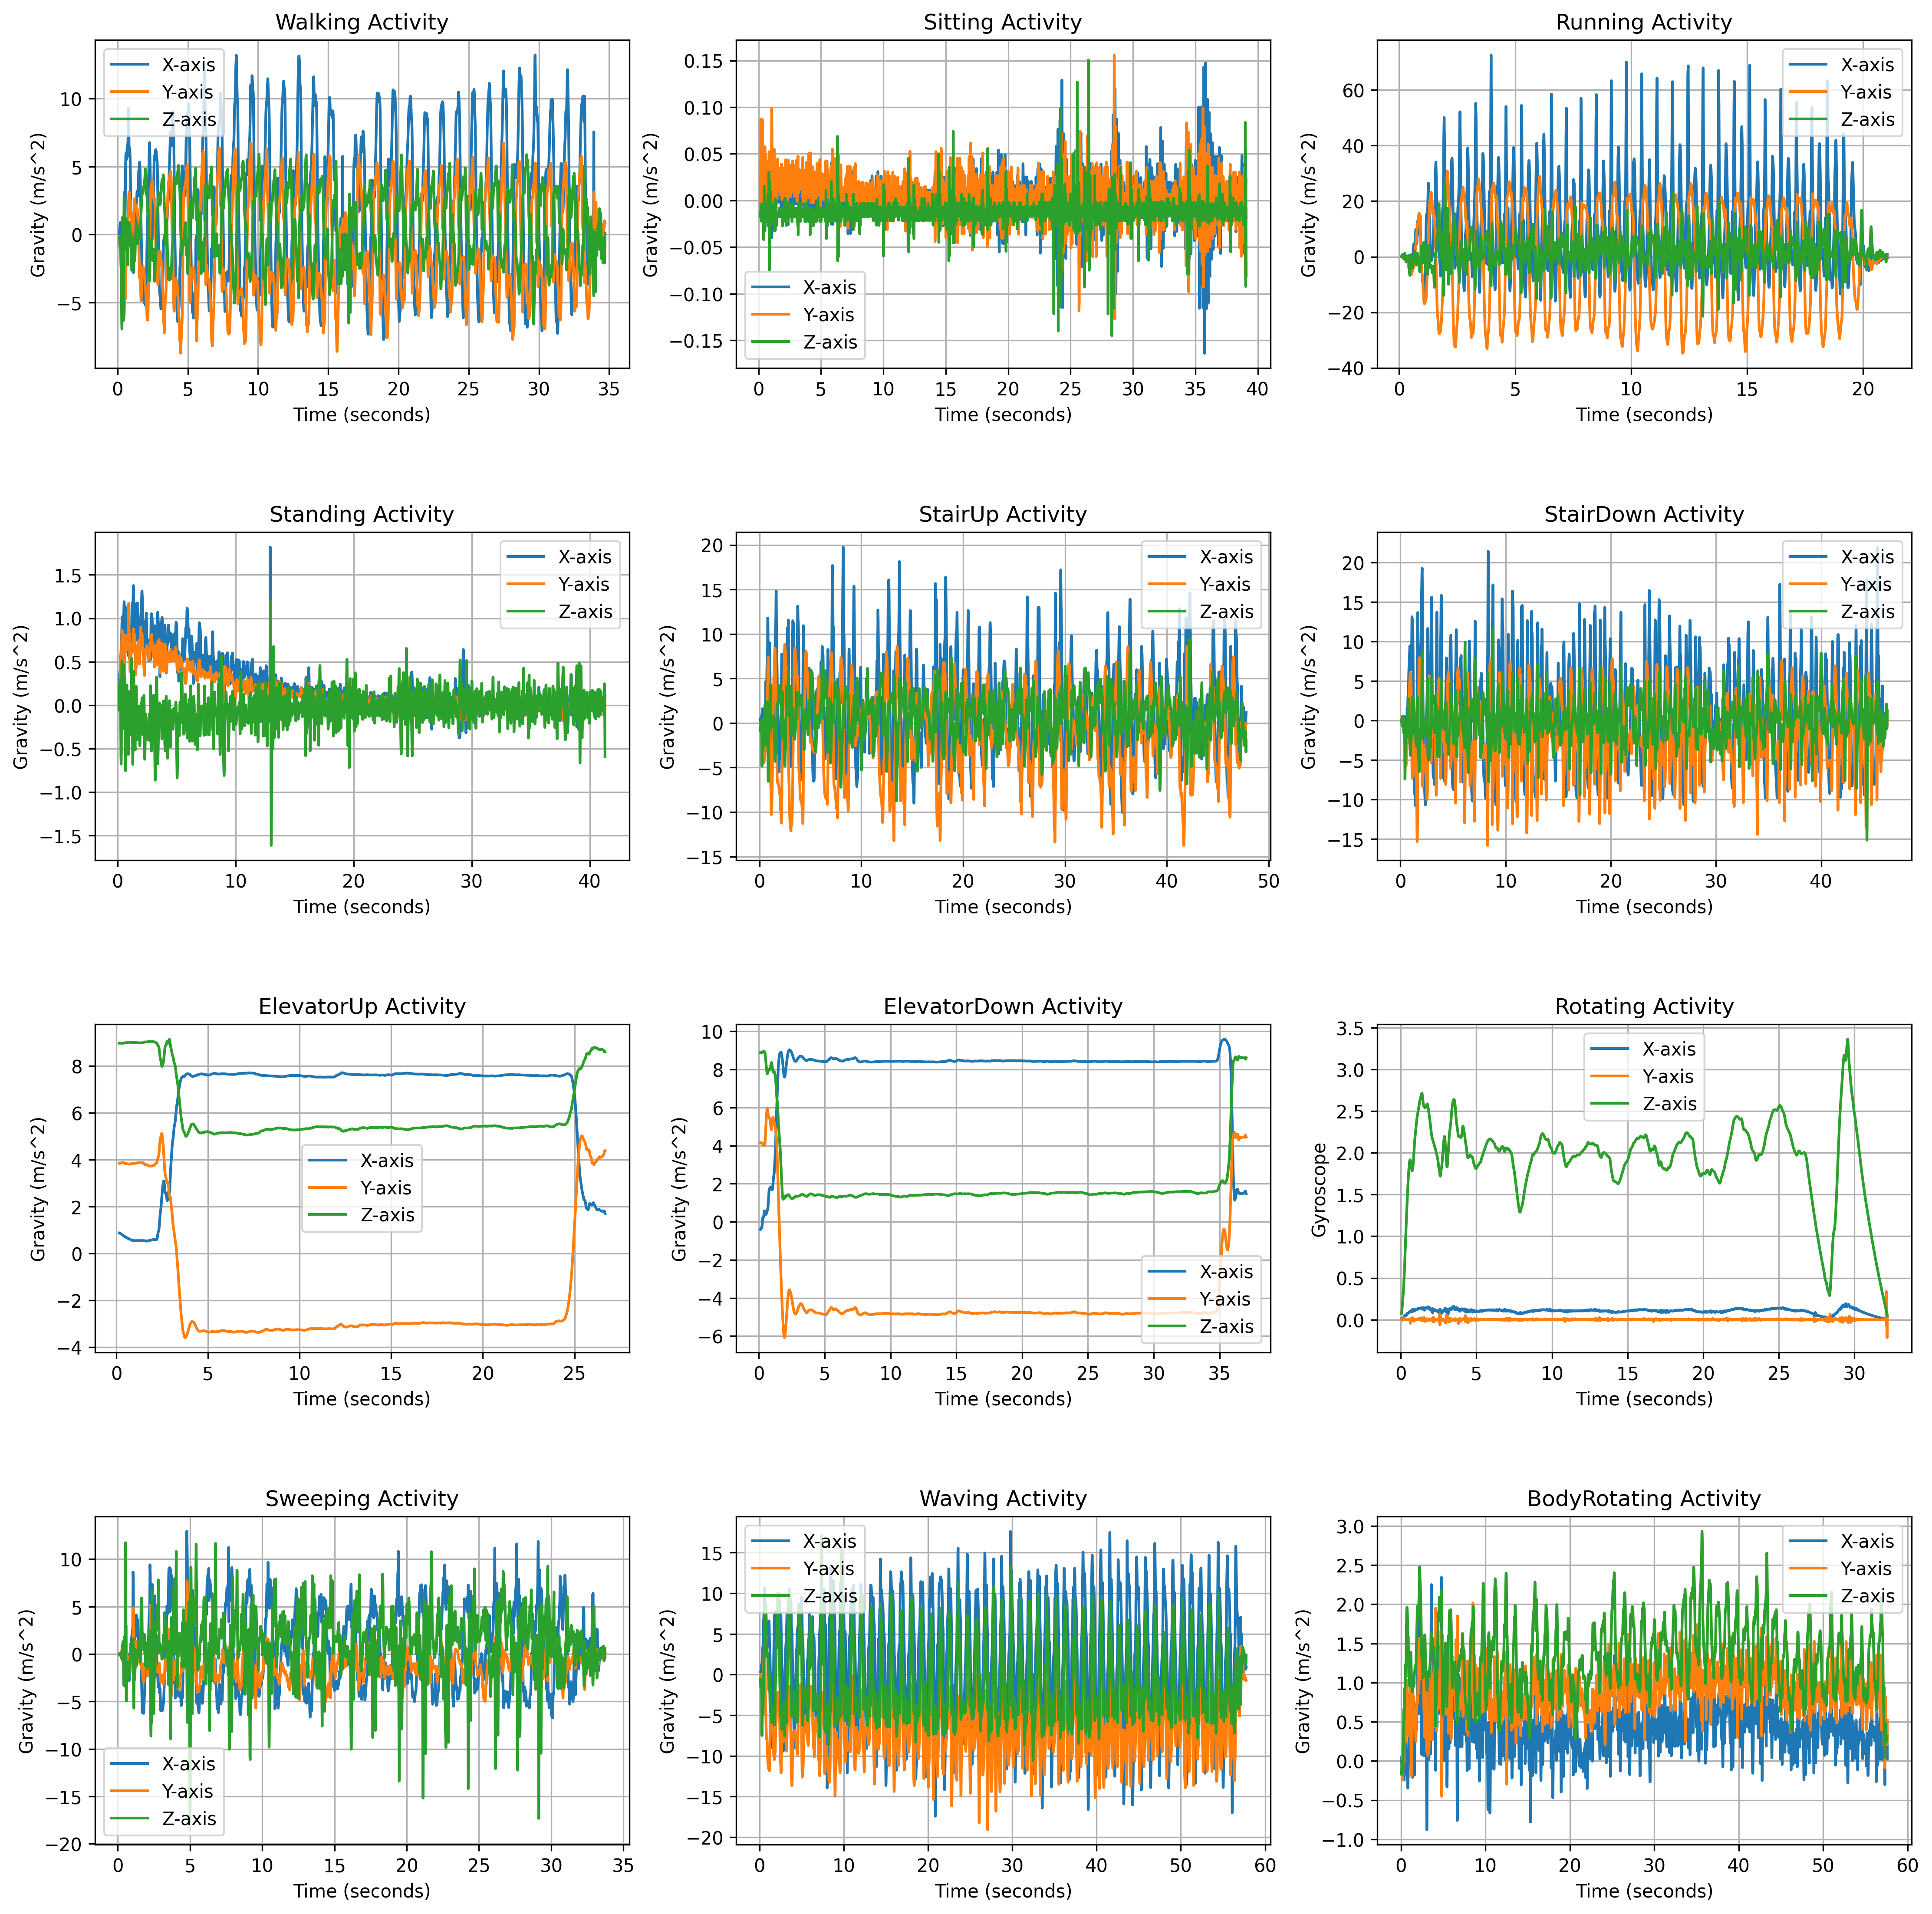 Walking Activity
X-axis
Y-axis
Z-axis
Gravity (m/s^2)
10
5
0
−5
0 5 10 15 20 25 30 35
Time (seconds)
Sitting Activity
Gravity (m/s^2)
0.15
0.10
0.05
0.00
−0.05
−0.10
−0.15
X-axis
Y-axis
Z-axis
0 5 10 15 20 25 30 35 40
Time (seconds)
Running Activity
X-axis
Y-axis
Z-axis
Gravity (m/s^2)
60
40
20
0
−20
−40
0 5 10 15 20
Time (seconds)
Standing Activity
X-axis
Y-axis
Z-axis
Gravity (m/s^2)
1.5
1.0
0.5
0.0
−0.5
−1.0
−1.5
0 10 20 30 40
Time (seconds)
StairUp Activity
X-axis
Y-axis
Z-axis
Gravity (m/s^2)
20
15
10
5
0
−5
−10
−15
0 10 20 30 40 50
Time (seconds)
StairDown Activity
X-axis
Y-axis
Z-axis
Gravity (m/s^2)
20
15
10
5
0
−5
−10
−15
0 10 20 30 40
Time (seconds)
ElevatorUp Activity
Gravity (m/s^2)
8
6
4
2
0
−2
−4
X-axis
Y-axis
Z-axis
0 5 10 15 20 25
Time (seconds)
ElevatorDown Activity
Gravity (m/s^2)
10
8
6
4
2
0
−2
−4
−6
X-axis
Y-axis
Z-axis
0 5 10 15 20 25 30 35
Time (seconds)
Rotating Activity
X-axis
Y-axis
Z-axis
Gyroscope
3.5
3.0
2.5
2.0
1.5
1.0
0.5
0.0
0 5 10 15 20 25 30
Time (seconds)
Sweeping Activity
Gravity (m/s^2)
10
5
0
−5
−10
−15
−20
X-axis
Y-axis
Z-axis
0 5 10 15 20 25 30 35
Time (seconds)
Waving Activity
X-axis
Y-axis
Z-axis
Gravity (m/s^2)
15
10
5
0
−5
−10
−15
−20
0 10 20 30 40 50 60
Time (seconds)
BodyRotating Activity
X-axis
Y-axis
Z-axis
Gravity (m/s^2)
3.0
2.5
2.0
1.5
1.0
0.5
0.0
−0.5
−1.0
0 10 20 30 40 50 60
Time (seconds)